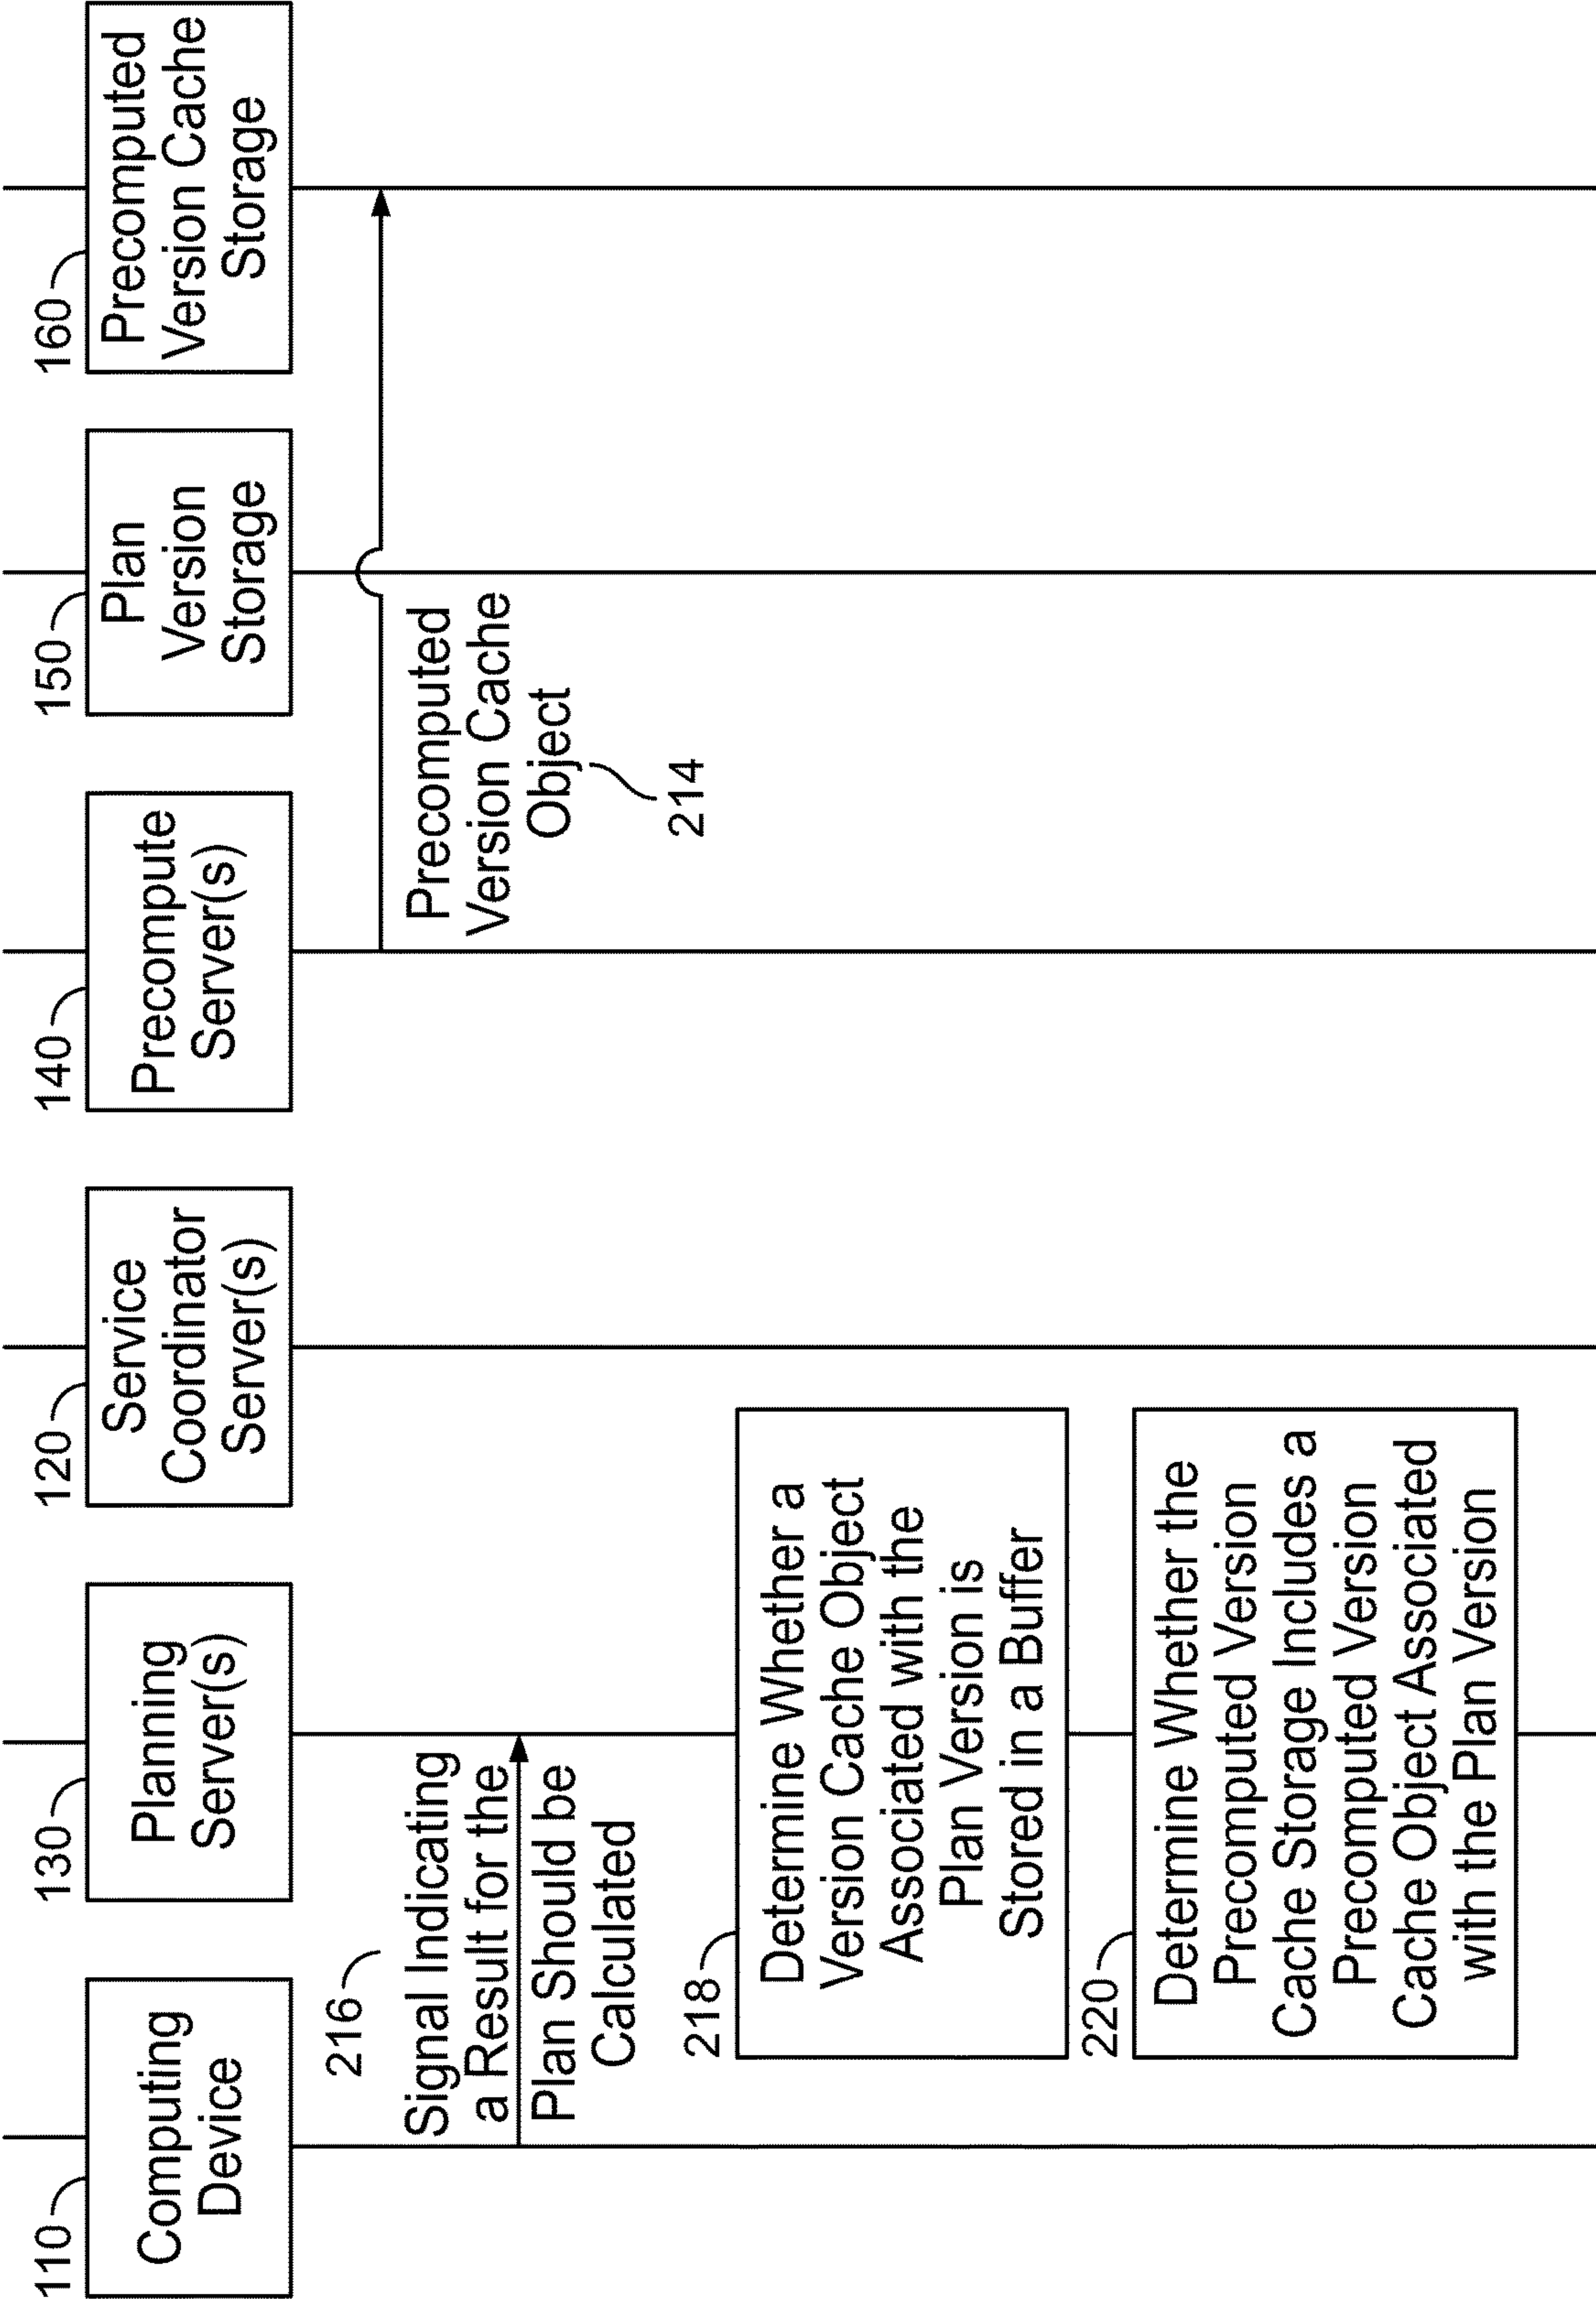 110
Computing
Device
130
Planning
Server(s)
120
Service
Coordinator
Server(s)
140
Precompute
Server(s)
150
Plan
Version
Storage
160
Precomputed
Version Cache
Storage
Precomputed
Version Cache
Object
214
216
Signal Indicating
a Result for the
Plan Should be
Calculated
218
Determine Whether a
Version Cache Object
Associated with the
Plan Version is
Stored in a Buffer
220
Determine Whether the
Precomputed Version
Cache Storage Includes a
Precomputed Version
Cache Object Associated
with the Plan Version